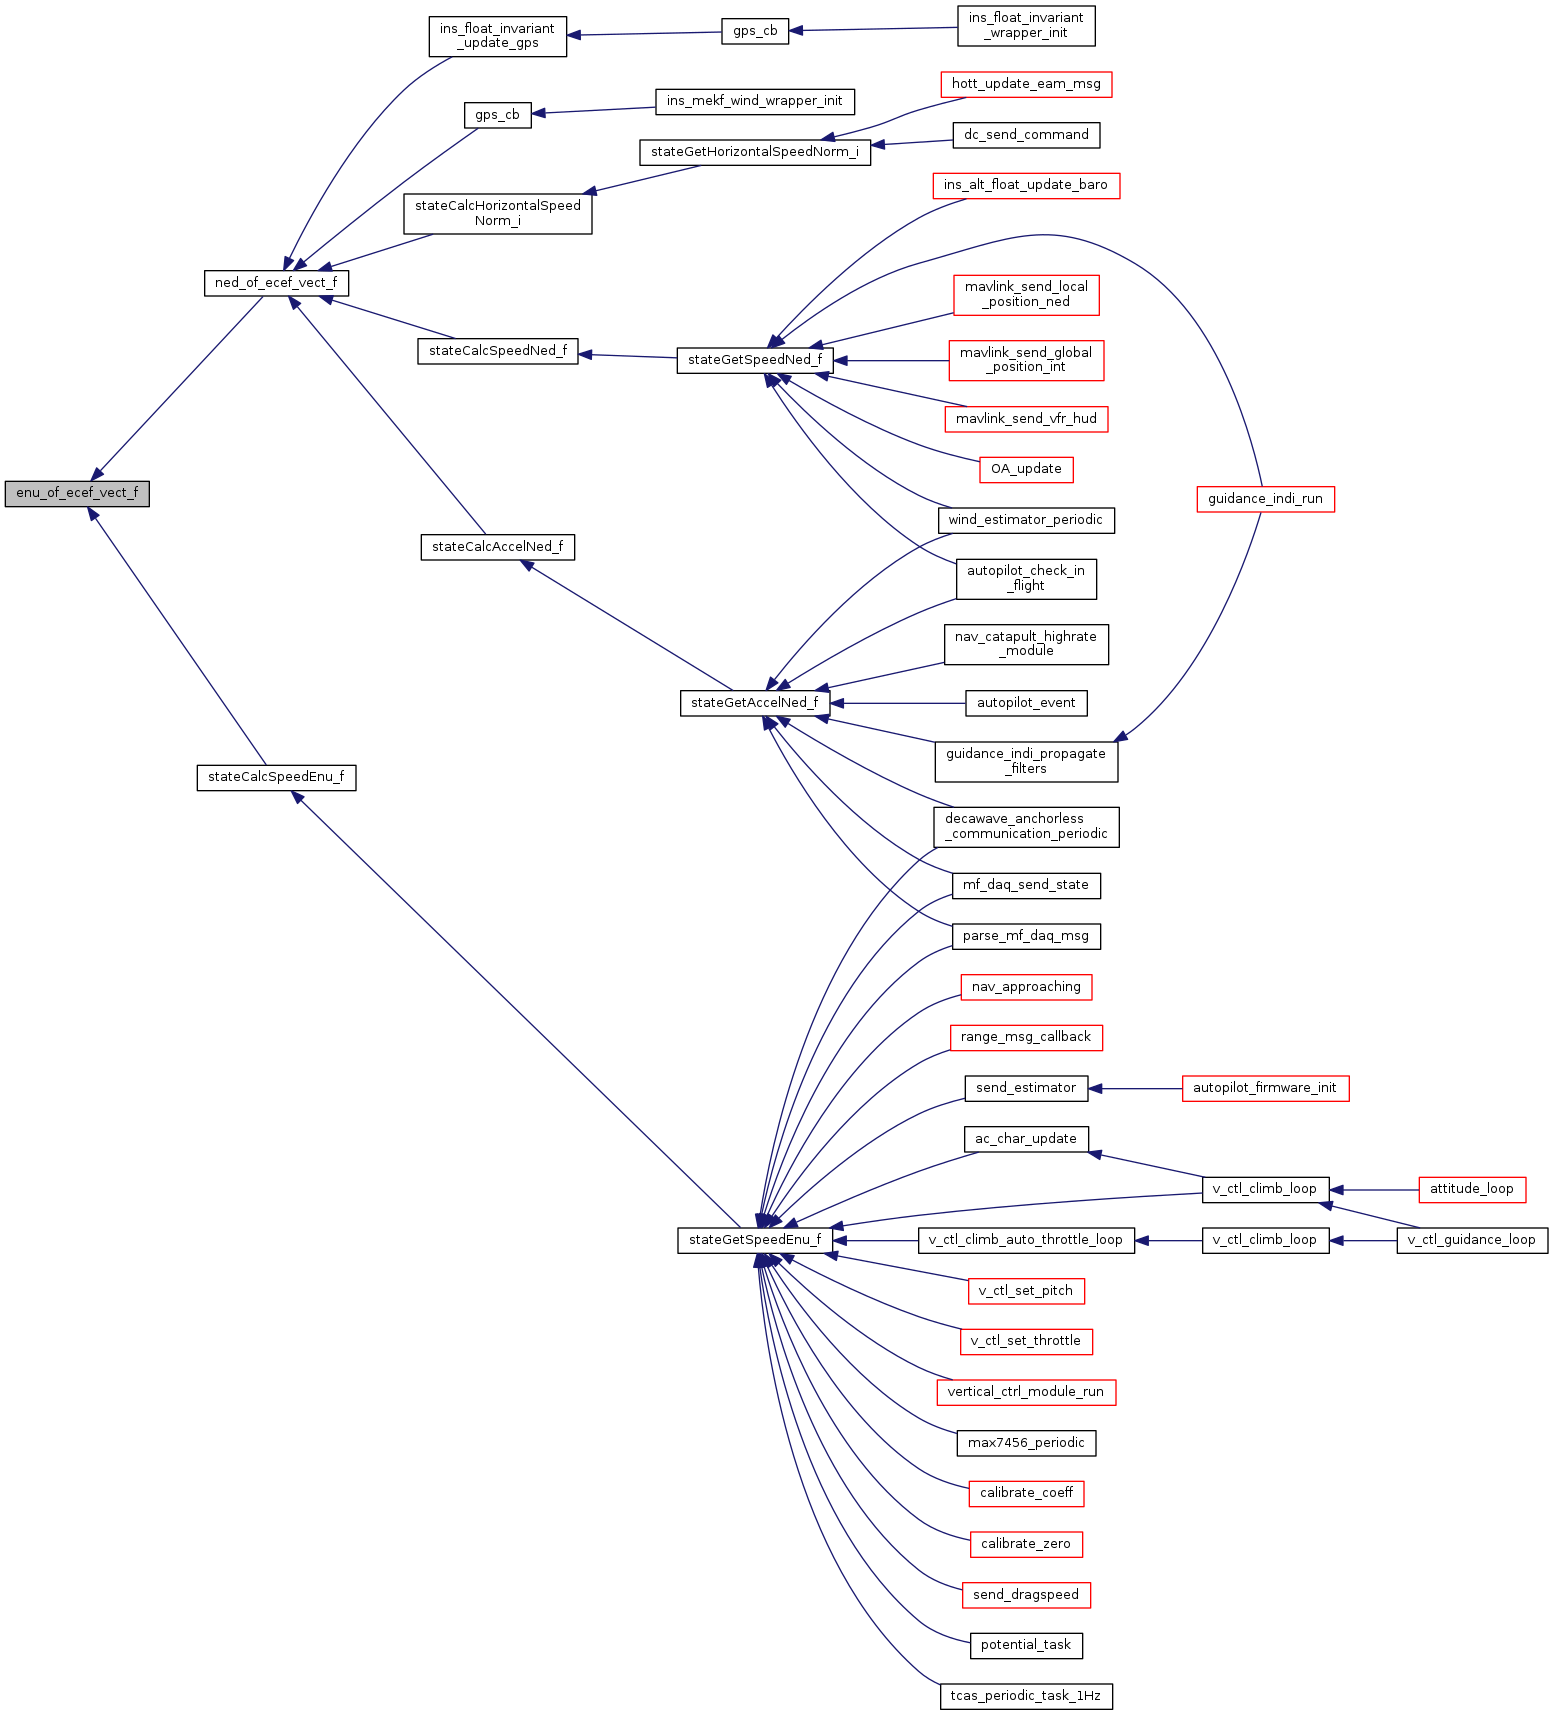 ins_float_invariant
_update_gps
gps_cb
ins_float_invariant
_wrapper_init
hott_update_eam_msg
gps_cb
ins_mekf_wind_wrapper_init
dc_send_command
stateGetHorizontalSpeedNorm_i
ins_alt_float_update_baro
stateCalcHorizontalSpeed
Norm_i
ned_of_ecef_vect_f
mavlink_send_local
_position_ned
stateCalcSpeedNed_f
stateGetSpeedNed_f
mavlink_send_global
_position_int
mavlink_send_vfr_hud
OA_update
enu_of_ecef_vect_f
guidance_indi_run
wind_estimator_periodic
stateCalcAccelNed_f
autopilot_check_in
_flight
nav_catapult_highrate
_module
stateGetAccelNed_f
autopilot_event
guidance_indi_propagate
_filters
stateCalcSpeedEnu_f
decawave_anchorless
_communication_periodic
mf_daq_send_state
parse_mf_daq_msg
nav_approaching
range_msg_callback
send_estimator
autopilot_firmware_init
ac_char_update
v_ctl_climb_loop
attitude_loop
stateGetSpeedEnu_f
v_ctl_climb_auto_throttle_loop
v_ctl_climb_loop
v_ctl_guidance_loop
v_ctl_set_pitch
v_ctl_set_throttle
vertical_ctrl_module_run
max7456_periodic
calibrate_coeff
calibrate_zero
send_dragspeed
potential_task
tcas_periodic_task_1Hz